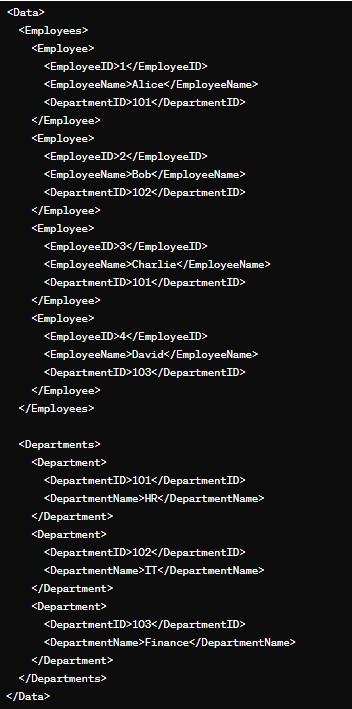 <Data>
  <Employees>
    <Employee>
      <EmployeeID>1</EmployeeID>
      <EmployeeName>Alice</EmployeeName>
      <DepartmentID>101</DepartmentID>
    </Employee>
    <Employee>
      <EmployeeID>2</EmployeeID>
      <EmployeeName>Bob</EmployeeName>
      <DepartmentID>102</DepartmentID>
    </Employee>
    <Employee>
      <EmployeeID>3</EmployeeID>
      <EmployeeName>Charlie</EmployeeName>
      <DepartmentID>101</DepartmentID>
    </Employee>
    <Employee>
      <EmployeeID>4</EmployeeID>
      <EmployeeName>David</EmployeeName>
      <DepartmentID>103</DepartmentID>
    </Employee>
  </Employees>

  <Departments>
    <Department>
      <DepartmentID>101</DepartmentID>
      <DepartmentName>HR</DepartmentName>
    </Department>
    <Department>
      <DepartmentID>102</DepartmentID>
      <DepartmentName>IT</DepartmentName>
    </Department>
    <Department>
      <DepartmentID>103</DepartmentID>
      <DepartmentName>Finance</DepartmentName>
    </Department>
  </Departments>
</Data>